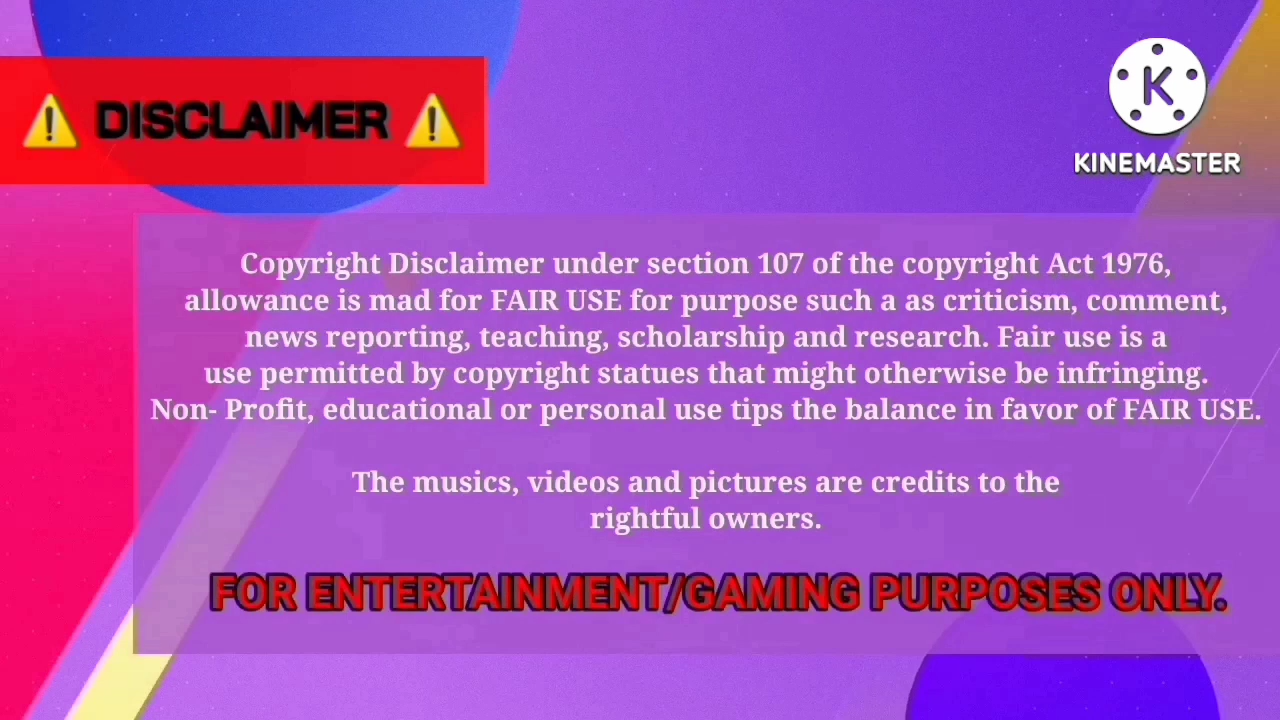 ⚠️ DISCLAIMER ⚠️
K
KINEMASTER
Copyright Disclaimer under section 107 of the copyright Act 1976,
allowance is mad for FAIR USE for purpose such a as criticism, comment,
news reporting, teaching, scholarship and research. Fair use is a
use permitted by copyright statues that might otherwise be infringing.
Non- Profit, educational or personal use tips the balance in favor of FAIR USE.
The musics, videos and pictures are credits to the
rightful owners.
FOR ENTERTAINMENT/GAMING PURPOSES ONLY.